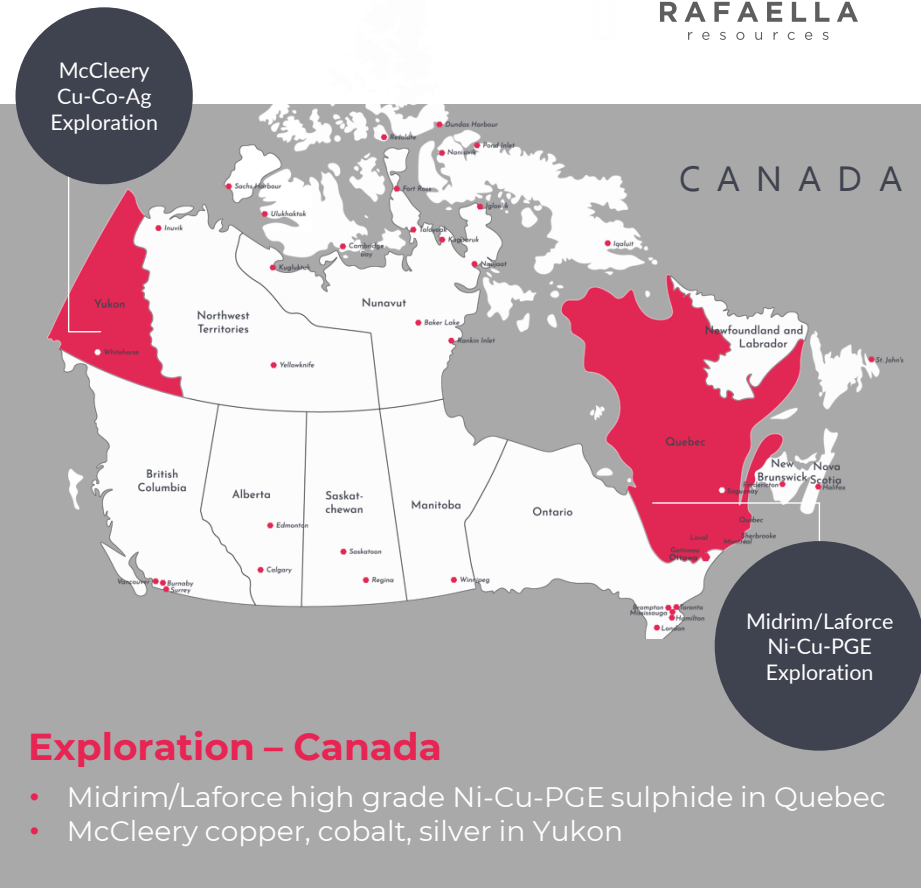 RAFAELLA
resources
McCleery
Cu-Co-Ag
Exploration
CANADA
Dundas Harbour
Resolute
Pond Inlet
Nanisivik
Sachs Harbour
Fort Ross
Igloolik
Ulukhaktok
Inuvik
Taloyoak
Kugaaruk
Iqaluit
Cambridge
Bay
Kugluktuk
Naujaat
Yukon
Nunavut
Northwest
Territories
Baker Lake
Newfoundland and
Labrador
Rankin Inlet
Whitehorse
Yellowknife
St John's
Quebec
New
Brunswick
Nova
Scotia
British
Columbia
Alberta
Saskat-
chewan
Manitoba
Ontario
Fredericton
Halifax
Saguenay
Edmonton
Quebec
Sherbrooke
Laval
Montreal
Gatineau
Ottawa
Saskatoon
Calgary
Regina
Winnipeg
Vancouver
Burnaby
Surrey
Brampton
Toronto
Mississauga
Hamilton
London
Midrim/Laforce
Ni-Cu-PGE
Exploration
Exploration – Canada
• Midrim/Laforce high grade Ni-Cu-PGE sulphide in Quebec
• McCleery copper, cobalt, silver in Yukon